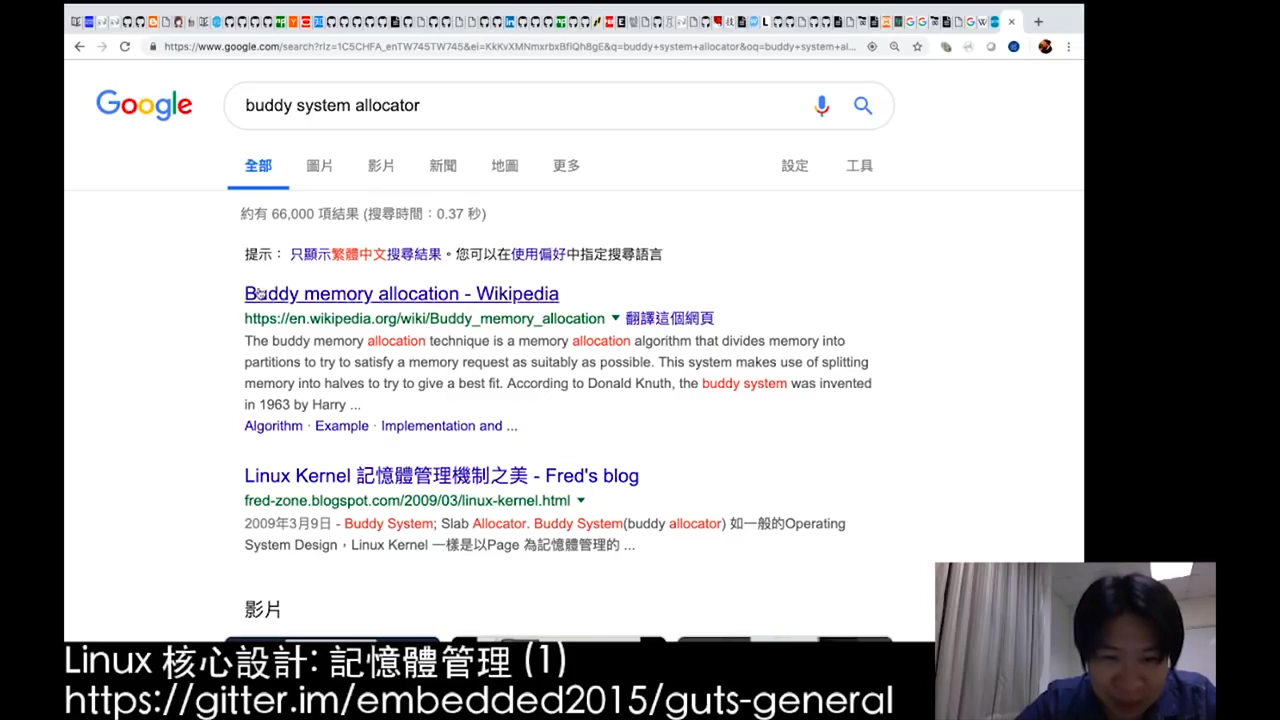 https://www.google.com/search?rlz=1C5CHFA_enTW745TW745&ei=KkKvXMNmxrbxBfiQh8gE&q=buddy+system+allocator&oq=buddy+system+al...
Google
buddy system allocator
全部 圖片 影片 新聞 地圖 更多 設定 工具
約有 66,000 項結果 (搜尋時間：0.37 秒)
提示： 只顯示繁體中文搜尋結果。您可以在使用偏好中指定搜尋語言
Buddy memory allocation - Wikipedia
https://en.wikipedia.org/wiki/Buddy_memory_allocation ▼ 翻譯這個網頁
The buddy memory allocation technique is a memory allocation algorithm that divides memory into
partitions to try to satisfy a memory request as suitably as possible. This system makes use of splitting
memory into halves to try to give a best fit. According to Donald Knuth, the buddy system was invented
in 1963 by Harry ...
Algorithm · Example · Implementation and ...
Linux Kernel 記憶體管理機制之美 - Fred's blog
fred-zone.blogspot.com/2009/03/linux-kernel.html ▼
2009年3月9日 - Buddy System; Slab Allocator. Buddy System(buddy allocator) 如一般的Operating
System Design，Linux Kernel 一樣是以Page 為記憶體管理的 ...
影片
Linux 核心設計: 記憶體管理 (1)
https://gitter.im/embedded2015/guts-general